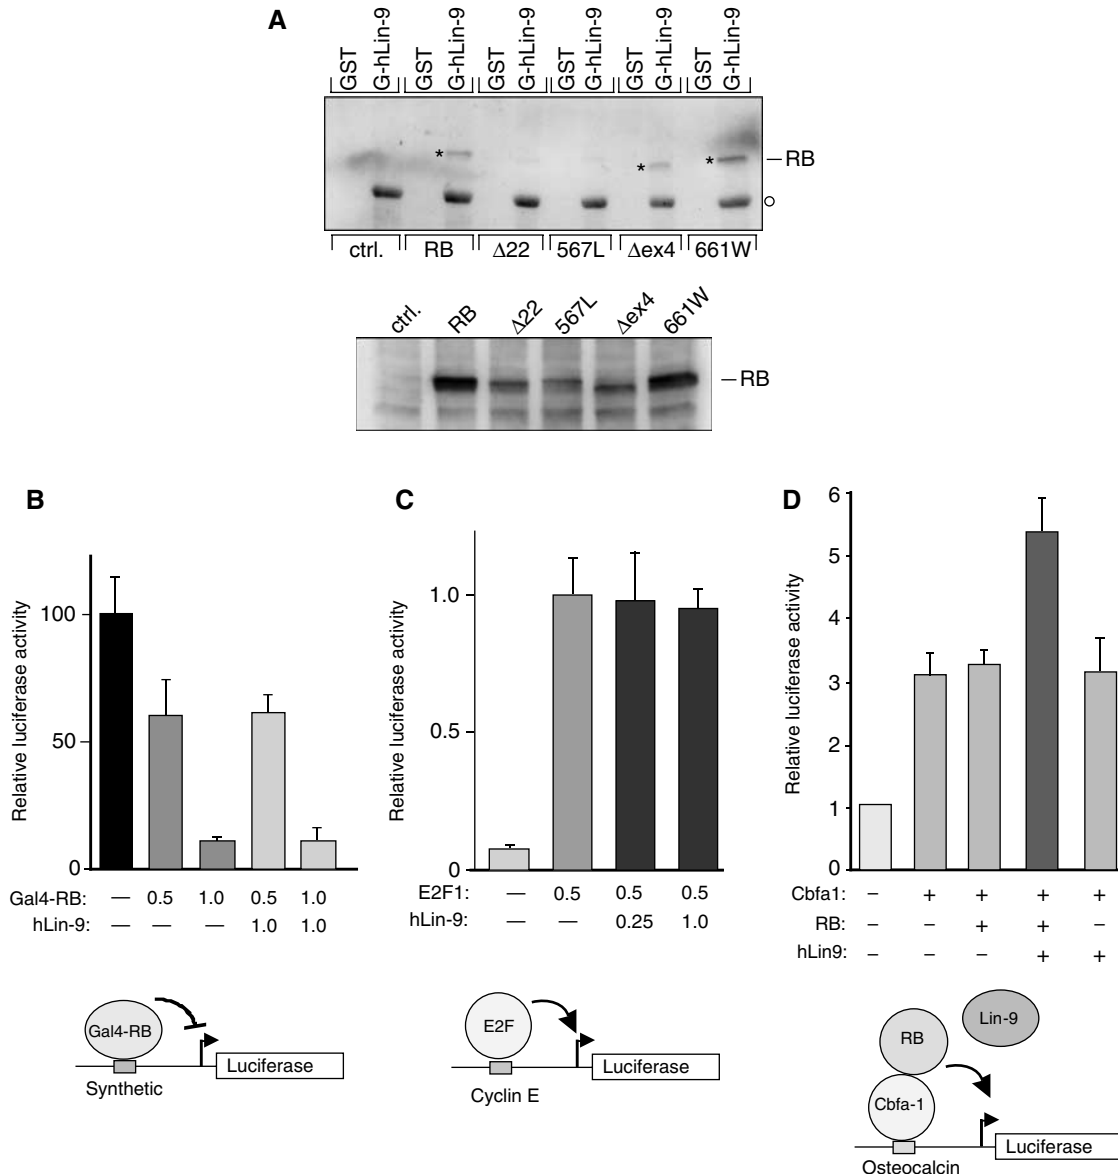 A
GST G-hLin-9 GST G-hLin-9 GST G-hLin-9 GST G-hLin-9 GST G-hLin-9 GST G-hLin-9
* * * —RB
ctrl. RB Δ22 567L Δex4 661W
ctrl. RB Δ22 567L Δex4 661W
—RB
B
Relative luciferase activity
100
50
0
Gal4-RB: — 0.5 1.0 0.5 1.0
hLin-9: — — — 1.0 1.0
Gal4-RB
Luciferase
Synthetic
C
Relative luciferase activity
1.0
0.5
0
E2F1: — 0.5 0.5 0.5
hLin-9: — — 0.25 1.0
E2F
Luciferase
Cyclin E
D
Relative luciferase activity
6
5
4
3
2
1
0
Cbfa1: – + + + +
RB: – – + + –
hLin9: – – – + +
Lin-9
RB
Cbfa-1
Luciferase
Osteocalcin